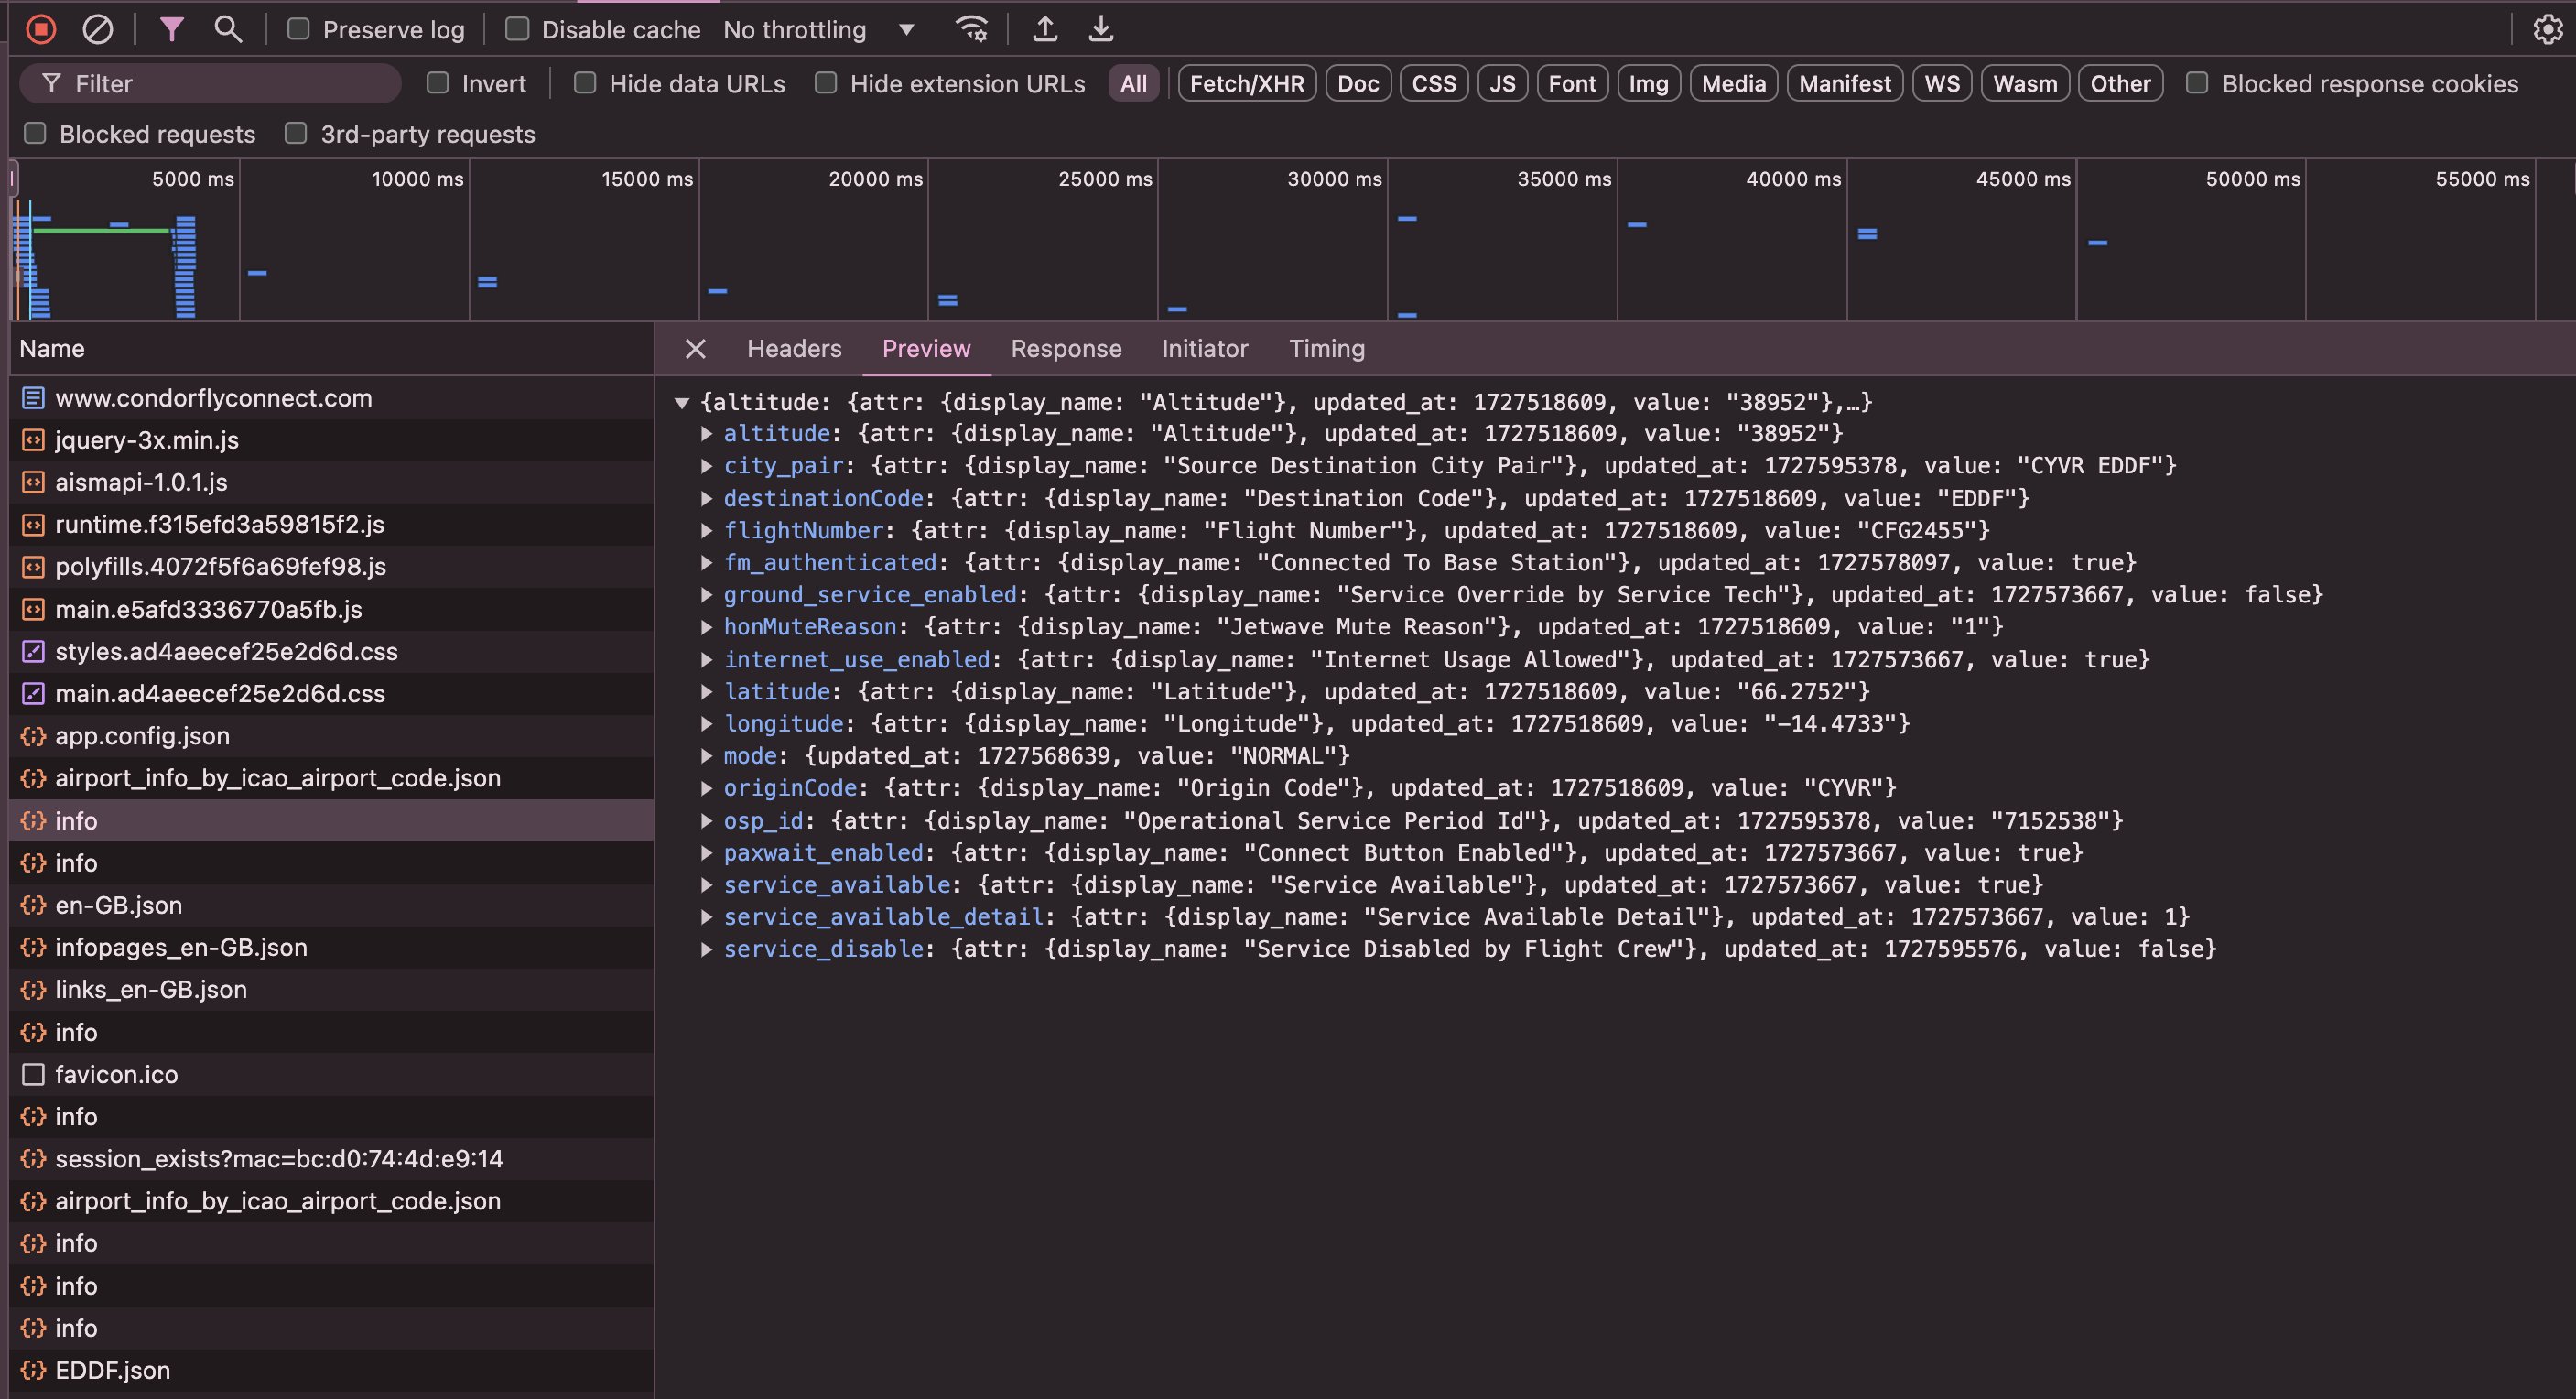 Preserve log Disable cache No throttling
Filter Invert Hide data URLs Hide extension URLs All Fetch/XHR Doc CSS JS Font Img Media Manifest WS Wasm Other Blocked response cookies
Blocked requests 3rd-party requests
5000 ms 10000 ms 15000 ms 20000 ms 25000 ms 30000 ms 35000 ms 40000 ms 45000 ms 50000 ms 55000 ms
Name
www.condorflyconnect.com
jquery-3x.min.js
aismapi-1.0.1.js
runtime.f315efd3a59815f2.js
polyfills.4072f5f6a69fef98.js
main.e5afd3336770a5fb.js
styles.ad4aeecef25e2d6d.css
main.ad4aeecef25e2d6d.css
app.config.json
airport_info_by_icao_airport_code.json
info
info
en-GB.json
infopages_en-GB.json
links_en-GB.json
info
favicon.ico
info
session_exists?mac=bc:d0:74:4d:e9:14
airport_info_by_icao_airport_code.json
info
info
info
EDDF.json
Headers Preview Response Initiator Timing
{altitude: {attr: {display_name: "Altitude"}, updated_at: 1727518609, value: "38952"},…}
altitude: {attr: {display_name: "Altitude"}, updated_at: 1727518609, value: "38952"}
city_pair: {attr: {display_name: "Source Destination City Pair"}, updated_at: 1727595378, value: "CYVR EDDF"}
destinationCode: {attr: {display_name: "Destination Code"}, updated_at: 1727518609, value: "EDDF"}
flightNumber: {attr: {display_name: "Flight Number"}, updated_at: 1727518609, value: "CFG2455"}
fm_authenticated: {attr: {display_name: "Connected To Base Station"}, updated_at: 1727578097, value: true}
ground_service_enabled: {attr: {display_name: "Service Override by Service Tech"}, updated_at: 1727573667, value: false}
honMuteReason: {attr: {display_name: "Jetwave Mute Reason"}, updated_at: 1727518609, value: "1"}
internet_use_enabled: {attr: {display_name: "Internet Usage Allowed"}, updated_at: 1727573667, value: true}
latitude: {attr: {display_name: "Latitude"}, updated_at: 1727518609, value: "66.2752"}
longitude: {attr: {display_name: "Longitude"}, updated_at: 1727518609, value: "-14.4733"}
mode: {updated_at: 1727568639, value: "NORMAL"}
originCode: {attr: {display_name: "Origin Code"}, updated_at: 1727518609, value: "CYVR"}
osp_id: {attr: {display_name: "Operational Service Period Id"}, updated_at: 1727595378, value: "7152538"}
paxwait_enabled: {attr: {display_name: "Connect Button Enabled"}, updated_at: 1727573667, value: true}
service_available: {attr: {display_name: "Service Available"}, updated_at: 1727573667, value: true}
service_available_detail: {attr: {display_name: "Service Available Detail"}, updated_at: 1727573667, value: 1}
service_disable: {attr: {display_name: "Service Disabled by Flight Crew"}, updated_at: 1727595576, value: false}